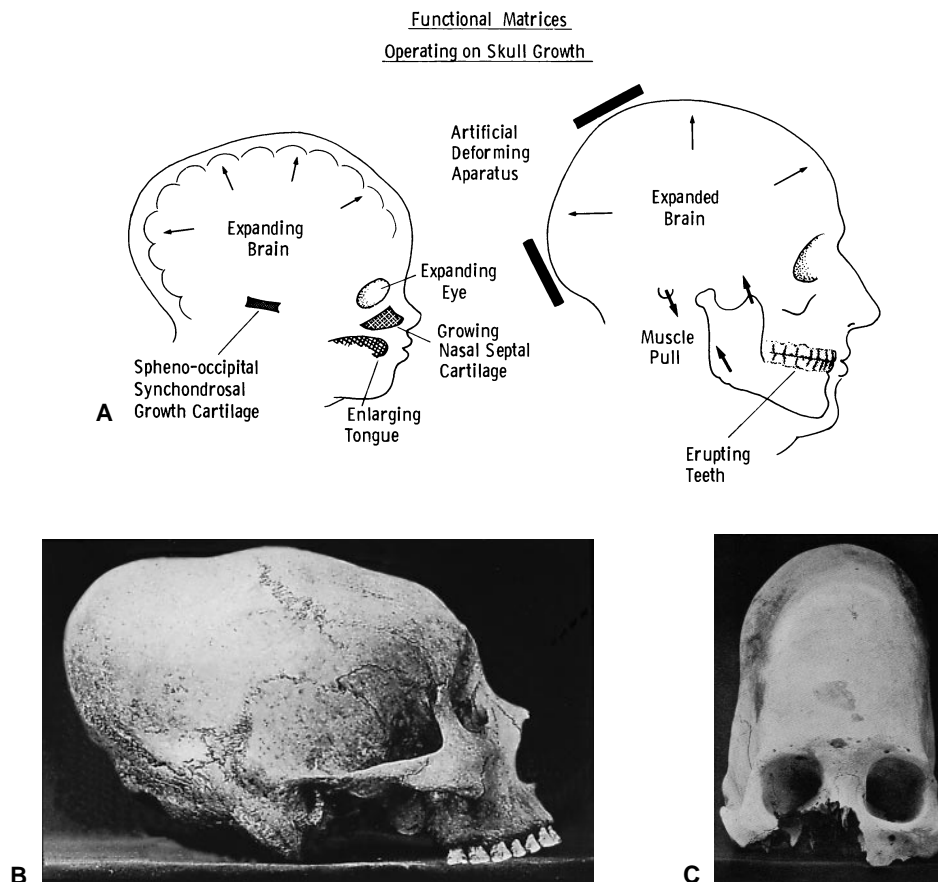 Functional Matrices
Operating on Skull Growth
Artificial
Deforming
Apparatus
Expanding
Brain
Expanded
Brain
Expanding
Eye
Growing
Nasal Septal
Cartilage
Muscle
Pull
Spheno-occipital
Synchondrosal
Growth Cartilage
A
Enlarging
Tongue
Erupting
Teeth
B
C